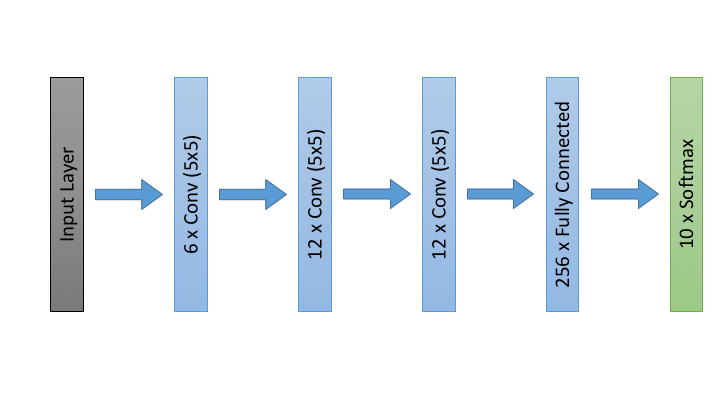 Input Layer
6 x Conv (5x5)
12 x Conv (5x5)
12 x Conv (5x5)
256 x Fully Connected
10 x Softmax